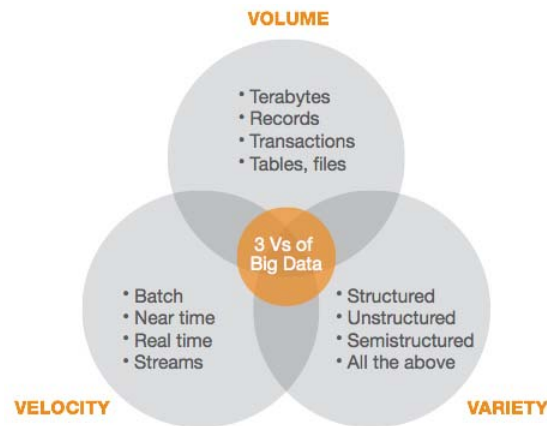 VOLUME
• Terabytes
• Records
• Transactions
• Tables, files
3 Vs of
Big Data
• Batch
• Near time
• Real time
• Streams
• Structured
• Unstructured
• Semistructured
• All the above
VELOCITY
VARIETY